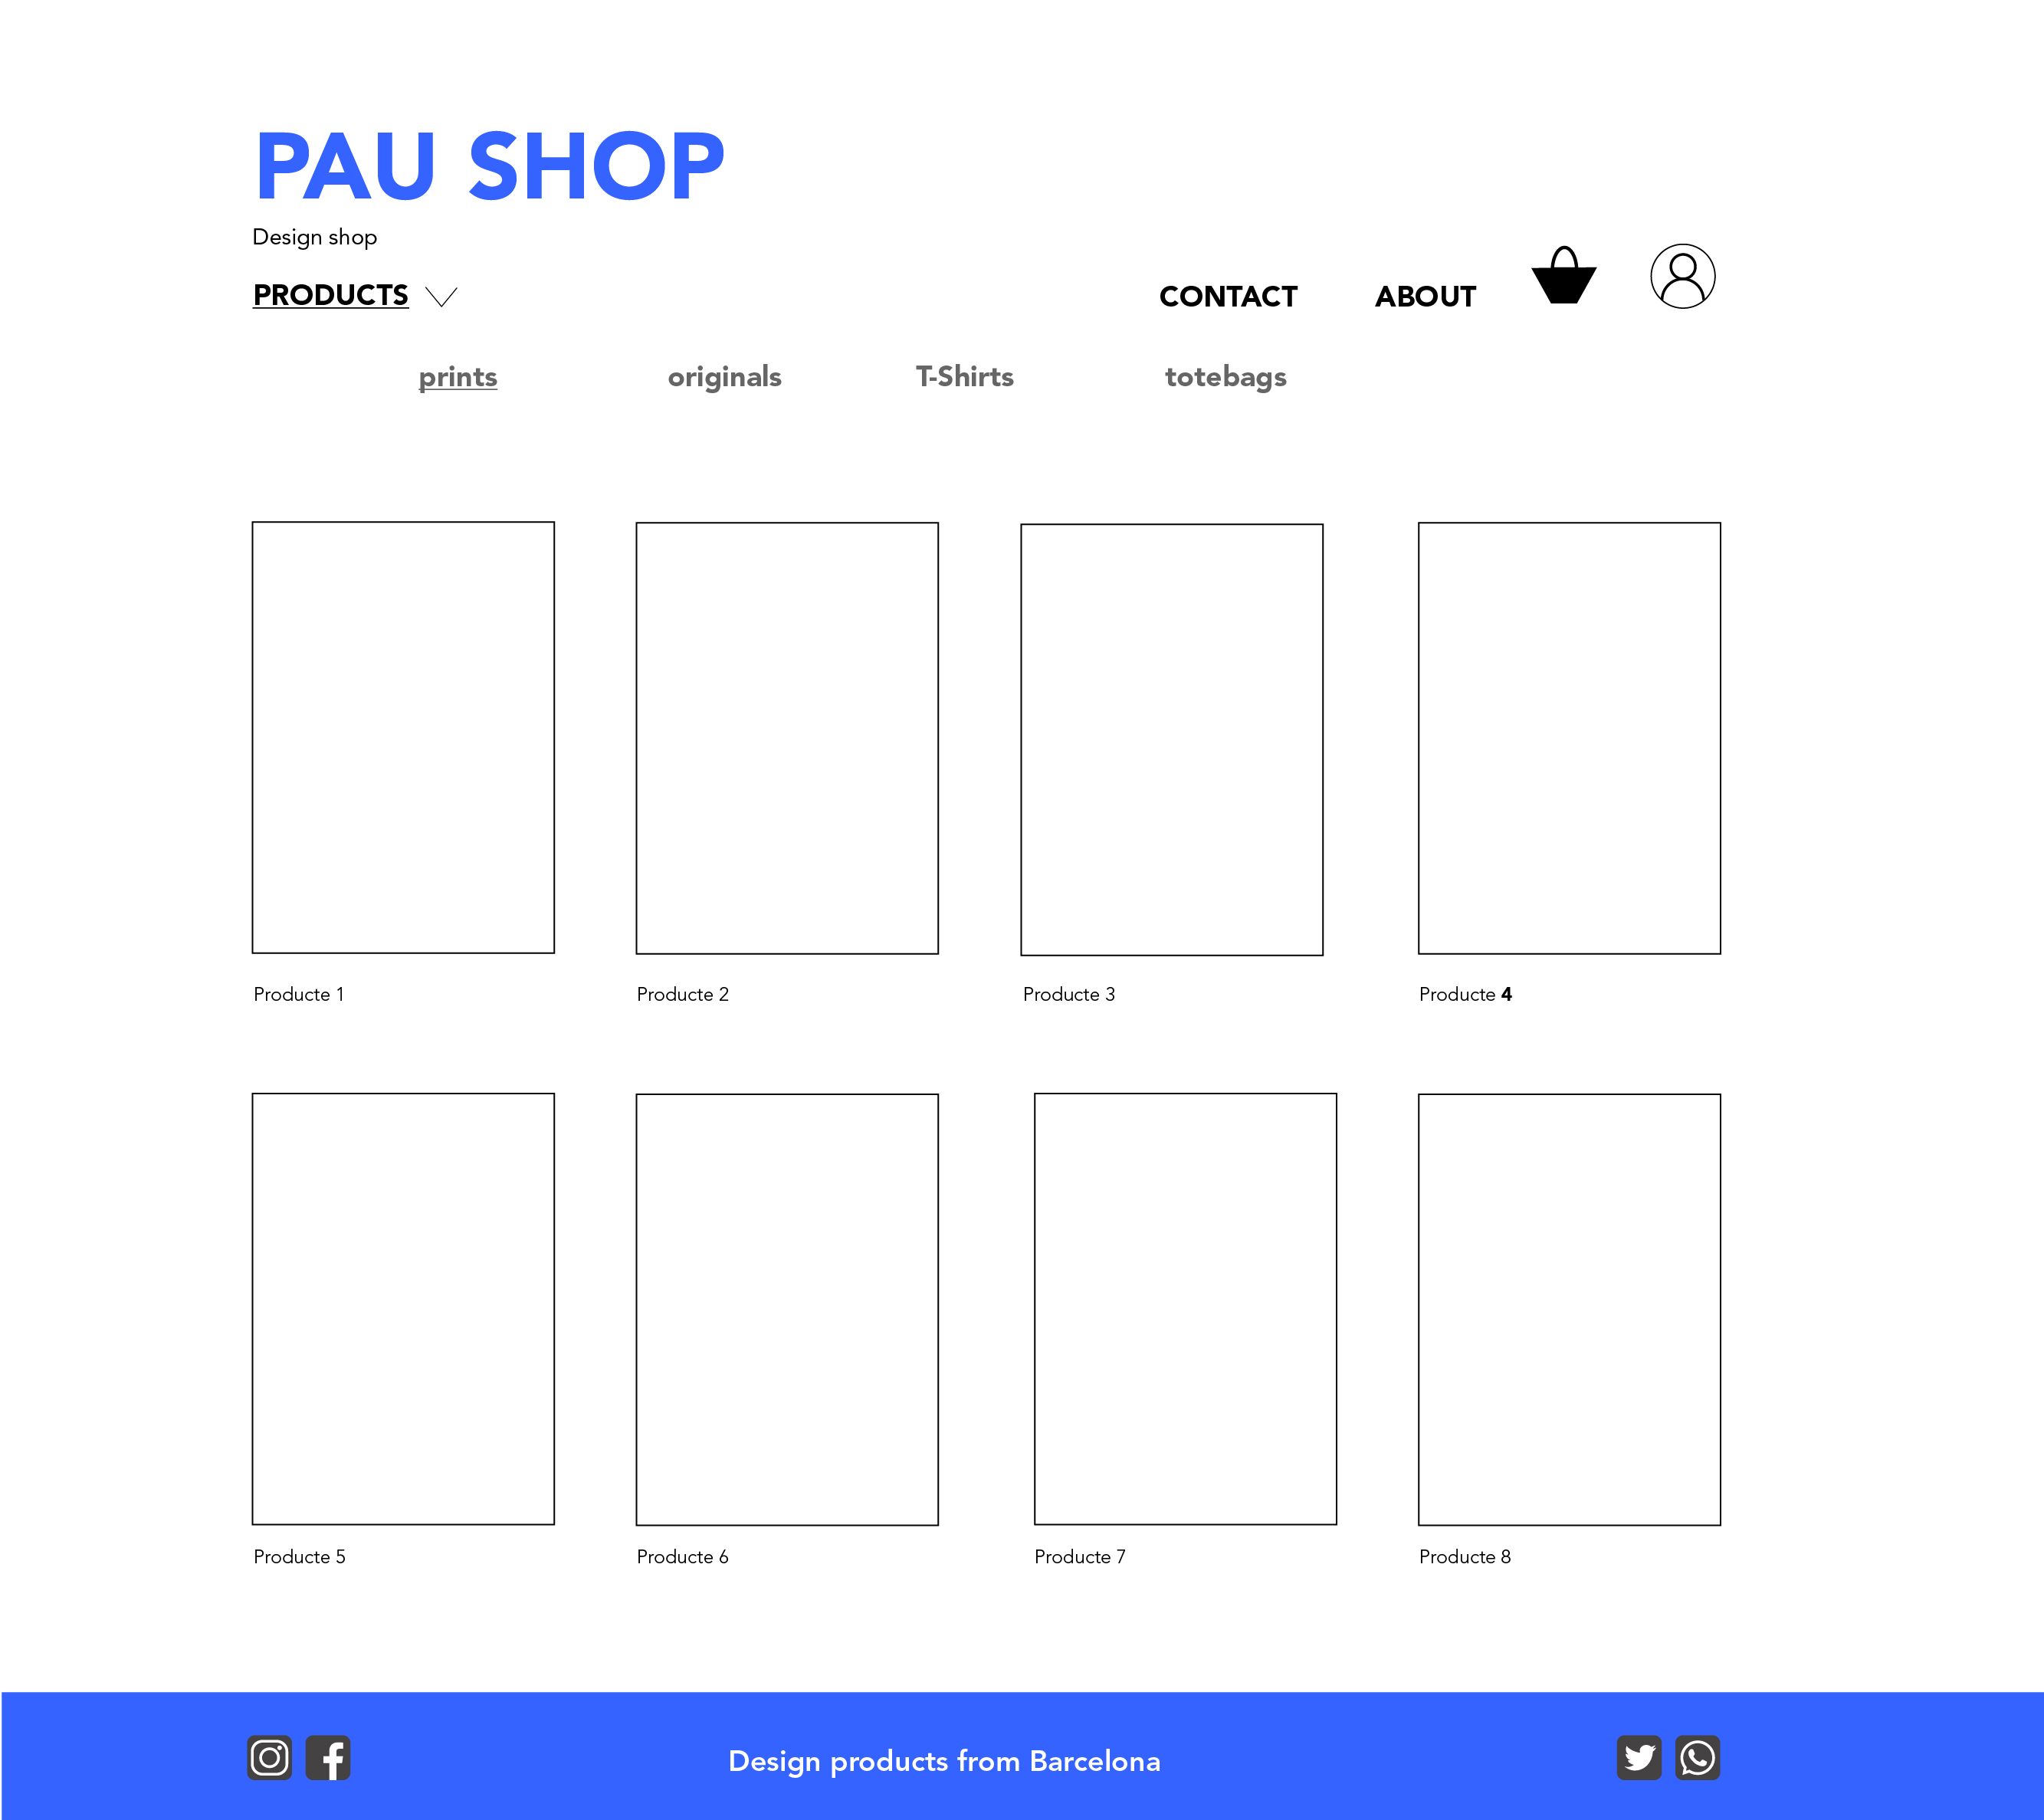 PAU SHOP
Design shop
PRODUCTS
CONTACT ABOUT
prints originals T-Shirts totebags
Producte 1 Producte 2 Producte 3 Producte 4
Producte 5 Producte 6 Producte 7 Producte 8
Design products from Barcelona